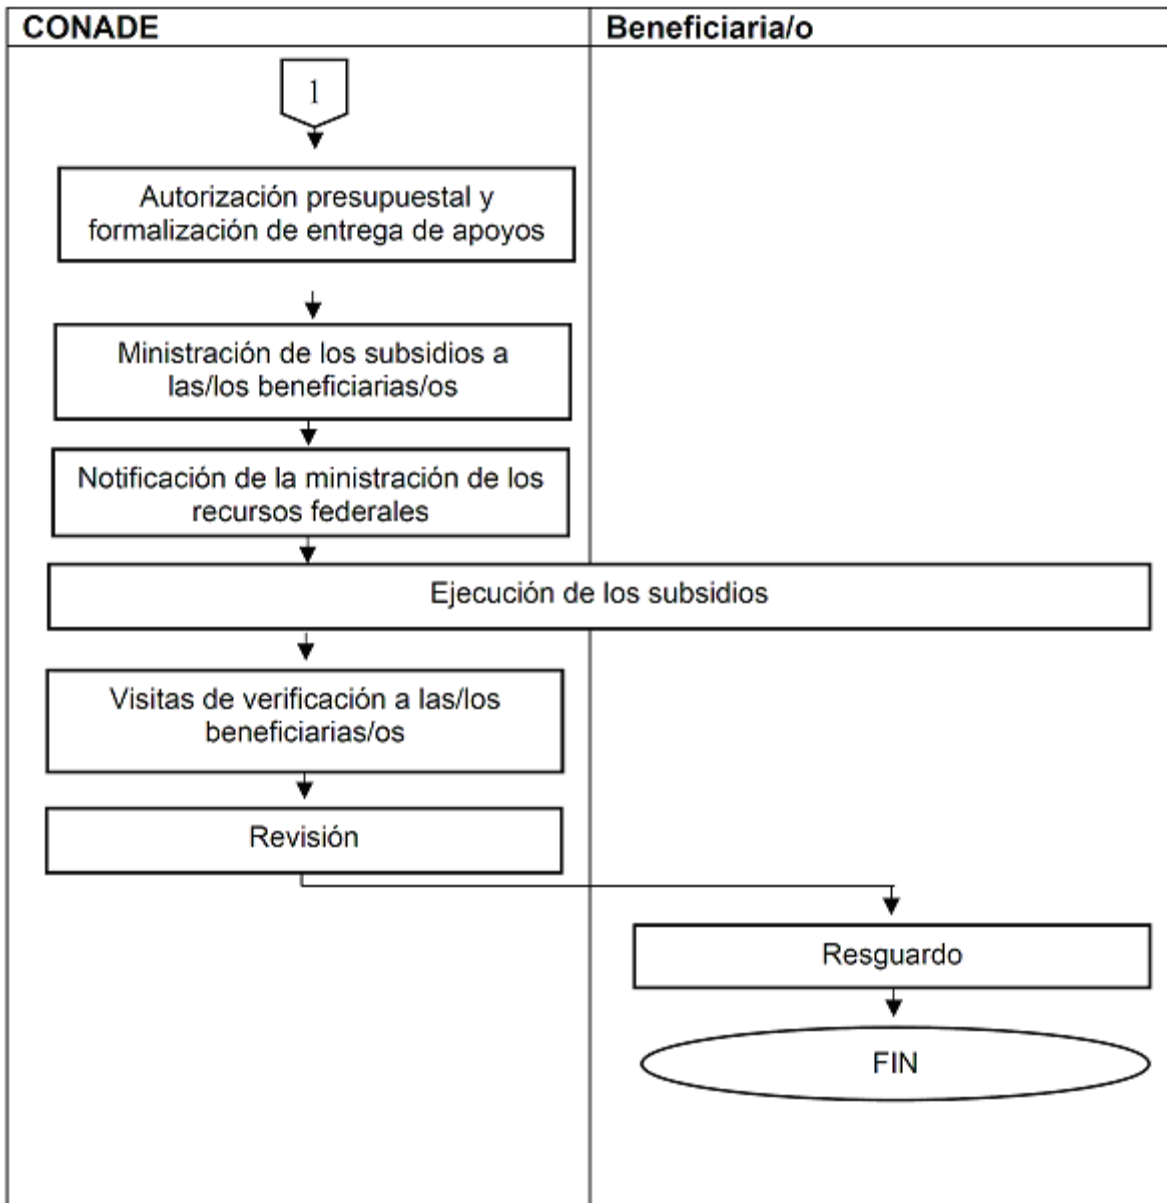 CONADE
Beneficiaria/o
1
Autorización presupuestal y
formalización de entrega de apoyos
Ministración de los subsidios a
las/los beneficiarias/os
Notificación de la ministración de los
recursos federales
Ejecución de los subsidios
Visitas de verificación a las/los
beneficiarias/os
Revisión
Resguardo
FIN